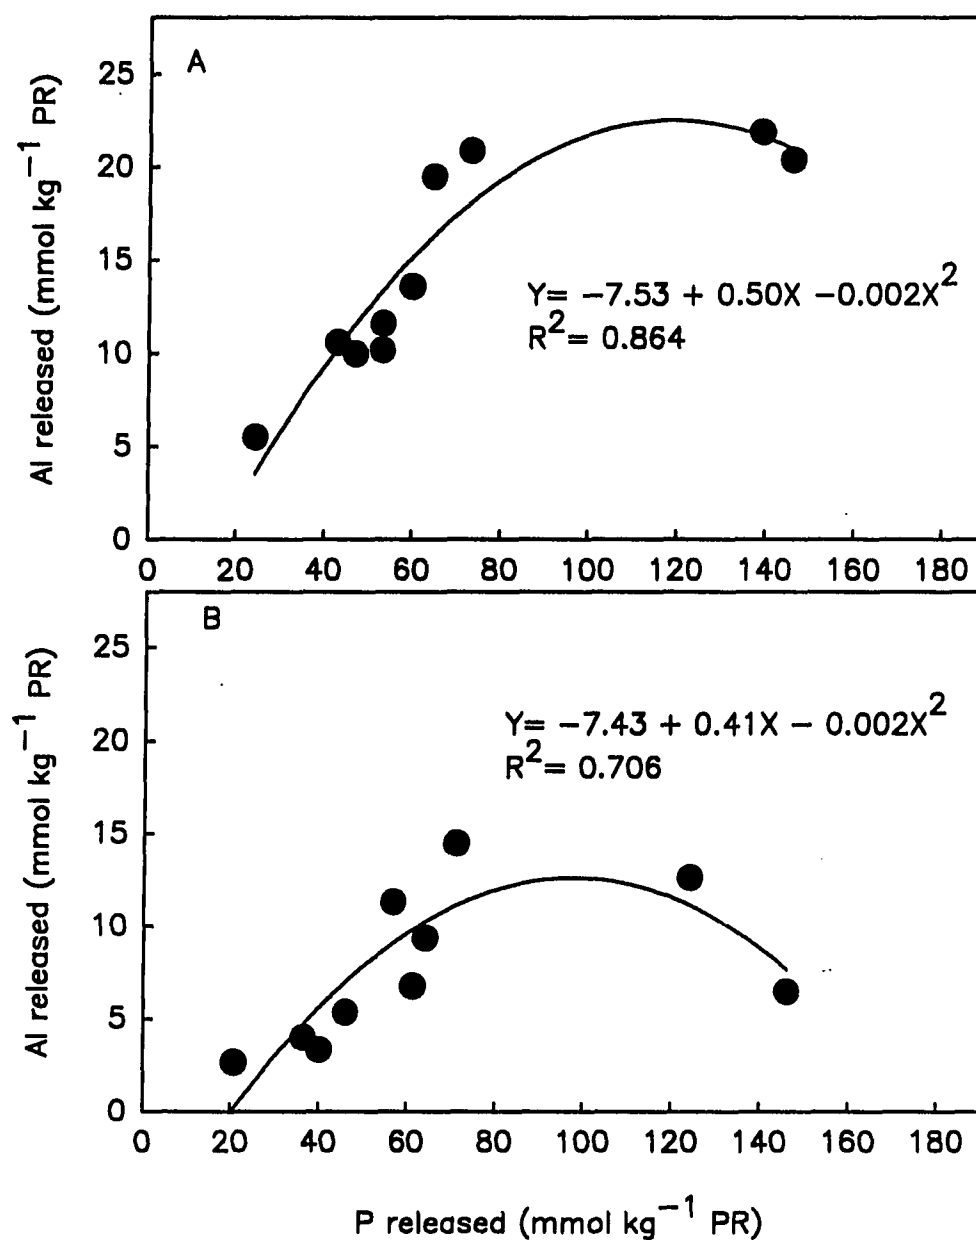 A
25
20
15
10
5
0
Al released (mmol kg⁻¹ PR)
Y= −7.53 + 0.50X −0.002X²
R²= 0.864
0 20 40 60 80 100 120 140 160 180
B
25
20
15
10
5
0
Al released (mmol kg⁻¹ PR)
Y= −7.43 + 0.41X − 0.002X²
R²= 0.706
0 20 40 60 80 100 120 140 160 180
P released (mmol kg⁻¹ PR)